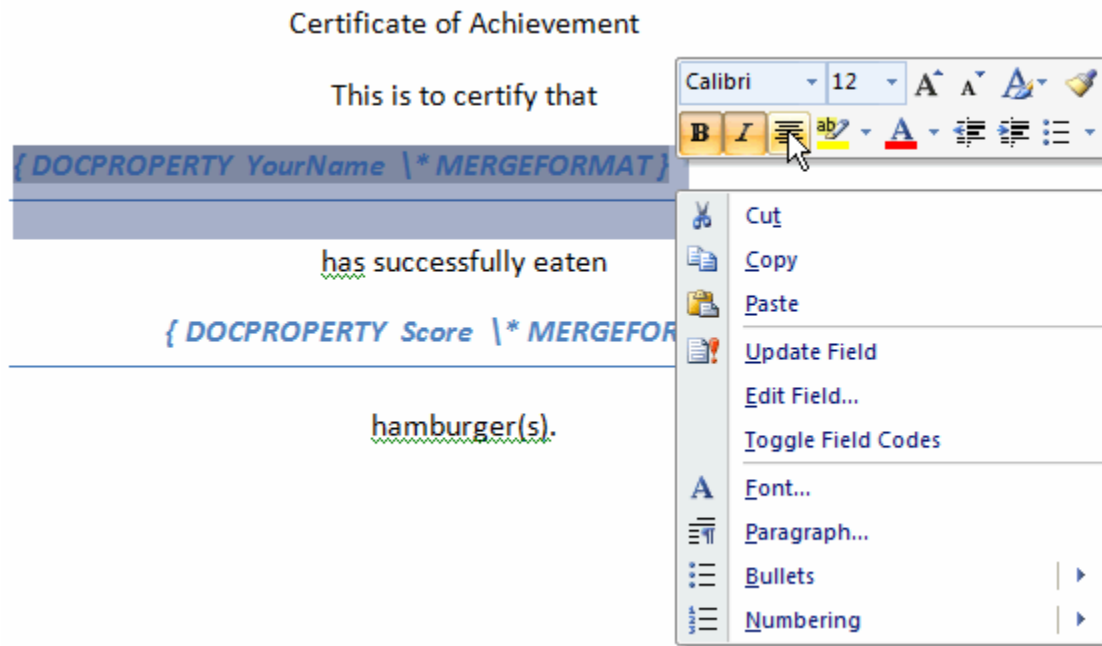 Certificate of Achievement
This is to certify that
{ DOCPROPERTY YourName \* MERGEFORMAT }
has successfully eaten
{ DOCPROPERTY Score \* MERGEFOR
hamburger(s).
Calibri 12 A A A
B I ab A
Cut
Copy
Paste
Update Field
Edit Field...
Toggle Field Codes
A Font...
Paragraph...
Bullets
Numbering